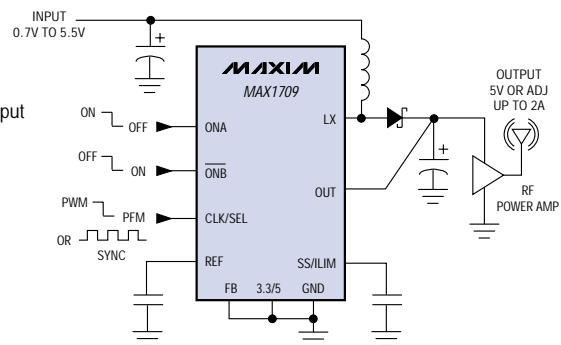 INPUT
0.7V TO 5.5V
+
MAXIM
MAX1709
put
ON
OFF
ONA
LX
OUTPUT
5V OR ADJ
UP TO 2A
OFF
ON
ONB
+
OUT
RF
POWER AMP
PWM
PFM
CLK/SEL
OR
SYNC
REF
SS/ILIM
FB 3.3/5 GND